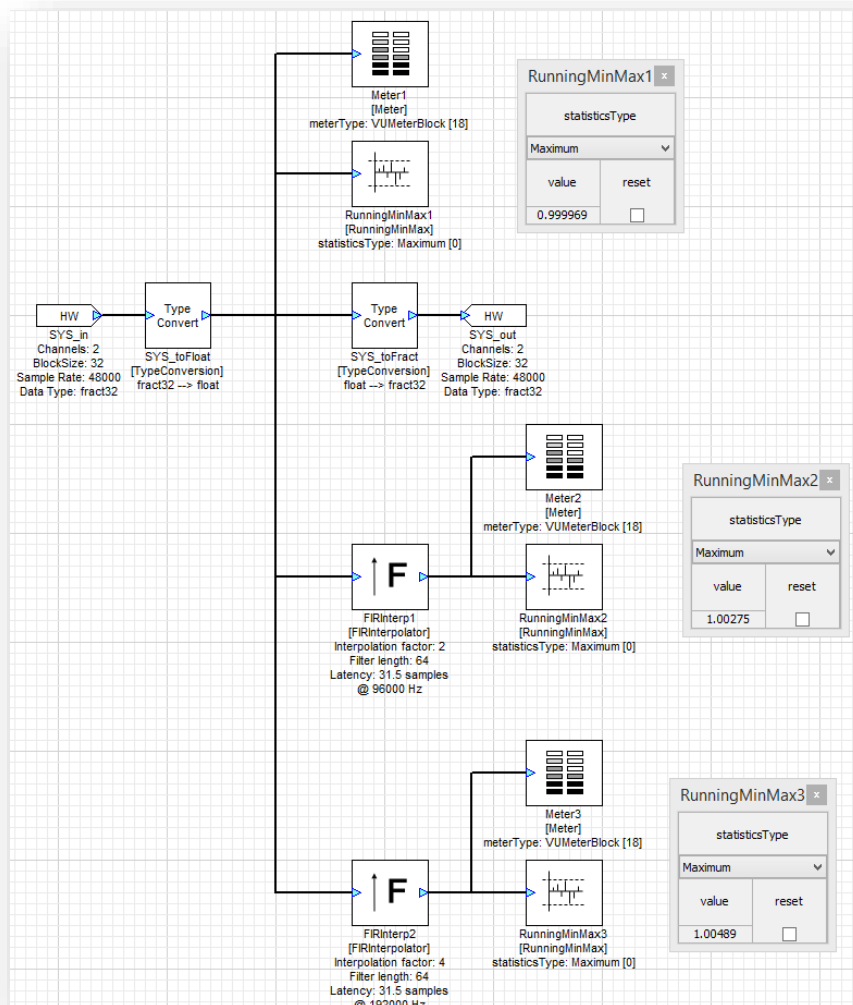 Meter1
[Meter]
meterType: VUMeterBlock [18]
RunningMinMax1
[RunningMinMax]
statisticsType: Maximum [0]
RunningMinMax1 x
statisticsType
Maximum
value reset
0.999969
HW
SYS_in
Channels: 2
BlockSize: 32
Sample Rate: 48000
Data Type: fract32
Type
Convert
SYS_toFloat
[TypeConversion]
fract32 --> float
Type
Convert
SYS_toFract
[TypeConversion]
float --> fract32
HW
SYS_out
Channels: 2
BlockSize: 32
Sample Rate: 48000
Data Type: fract32
Meter2
[Meter]
meterType: VUMeterBlock [18]
F
FIRInterp1
[FIRInterpolator]
Interpolation factor: 2
Filter length: 64
Latency: 31.5 samples
@ 96000 Hz
RunningMinMax2
[RunningMinMax]
statisticsType: Maximum [0]
RunningMinMax2 x
statisticsType
Maximum
value reset
1.00275
Meter3
[Meter]
meterType: VUMeterBlock [18]
F
FIRInterp2
[FIRInterpolator]
Interpolation factor: 4
Filter length: 64
Latency: 31.5 samples
@ 192000 Hz
RunningMinMax3
[RunningMinMax]
statisticsType: Maximum [0]
RunningMinMax3 x
statisticsType
Maximum
value reset
1.00489